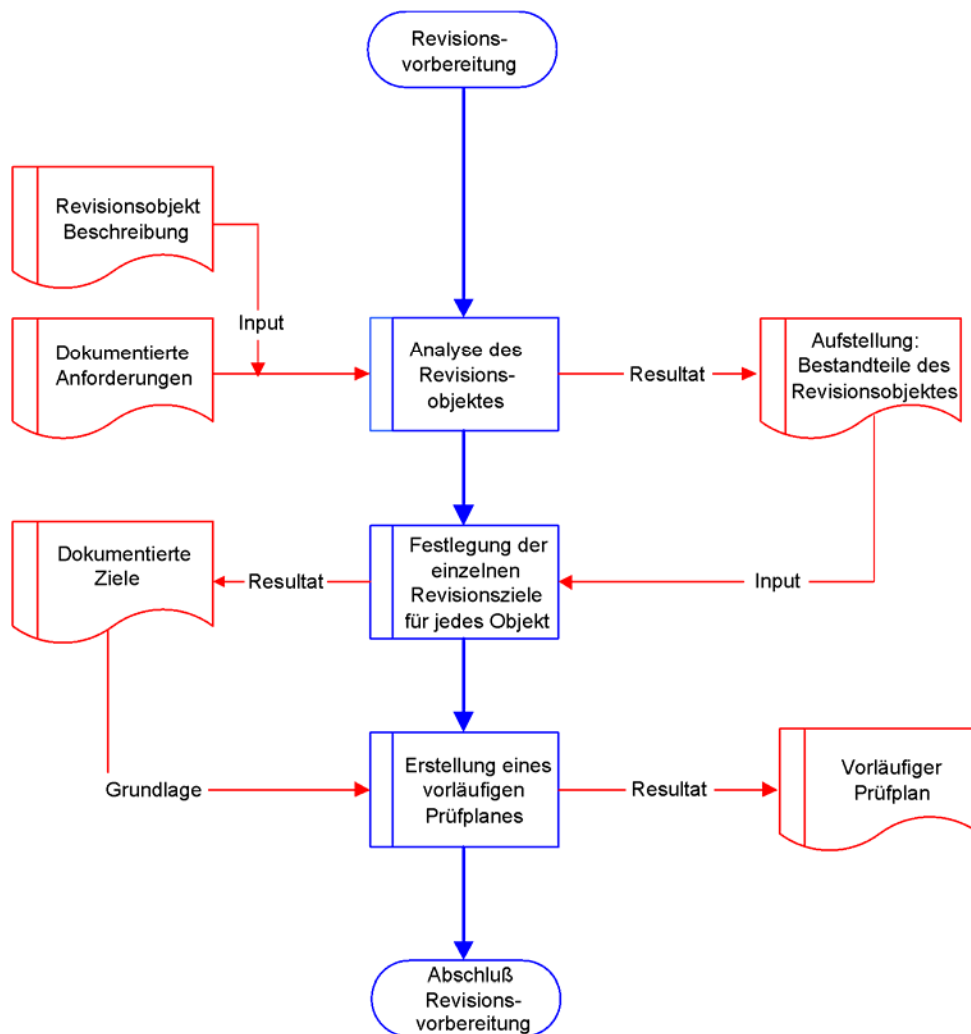 Revisions-
vorbereitung
Revisionsobjekt
Beschreibung
Input
Dokumentierte
Anforderungen
Analyse des
Revisions-
objektes
Resultat
Aufstellung:
Bestandteile des
Revisionsobjektes
Dokumentierte
Ziele
Resultat
Festlegung der
einzelnen
Revisionsziele
für jedes Objekt
Input
Grundlage
Erstellung eines
vorläufigen
Prüfplanes
Resultat
Vorläufiger
Prüfplan
Abschluß
Revisions-
vorbereitung